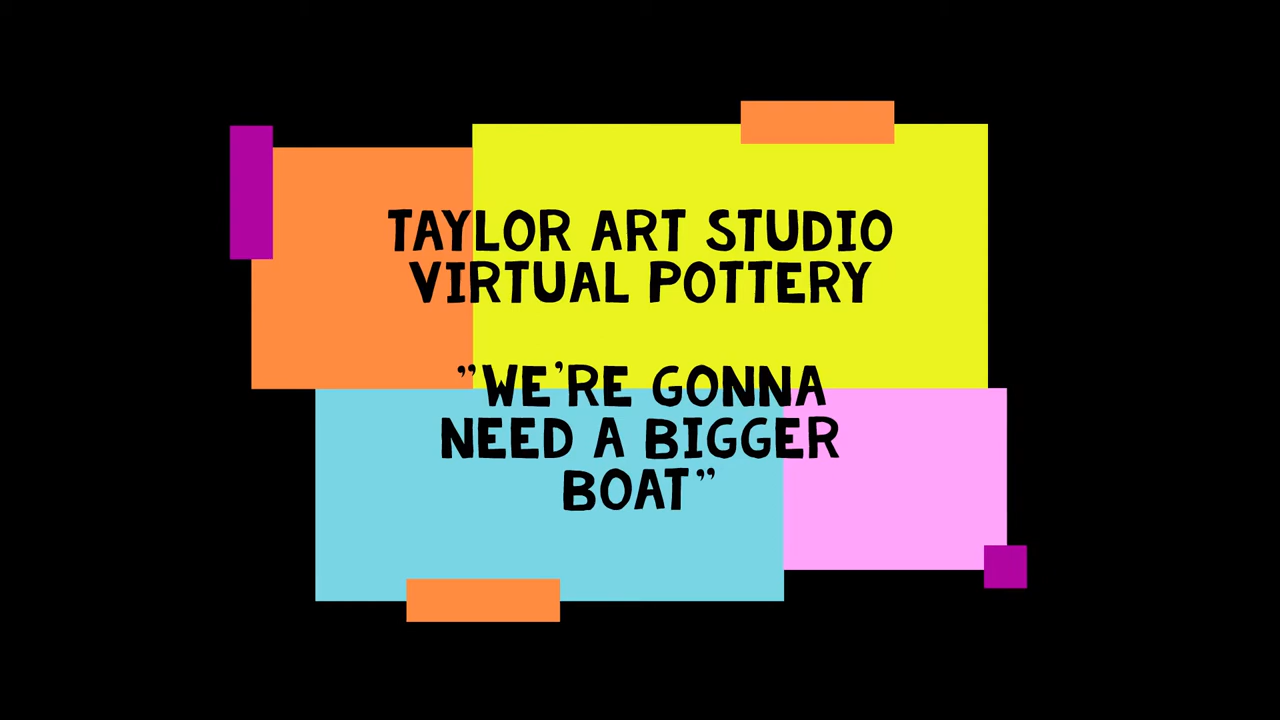 TAYLOR ART STUDIO
VIRTUAL POTTERY
”WE’RE GONNA
NEED A BIGGER
BOAT”